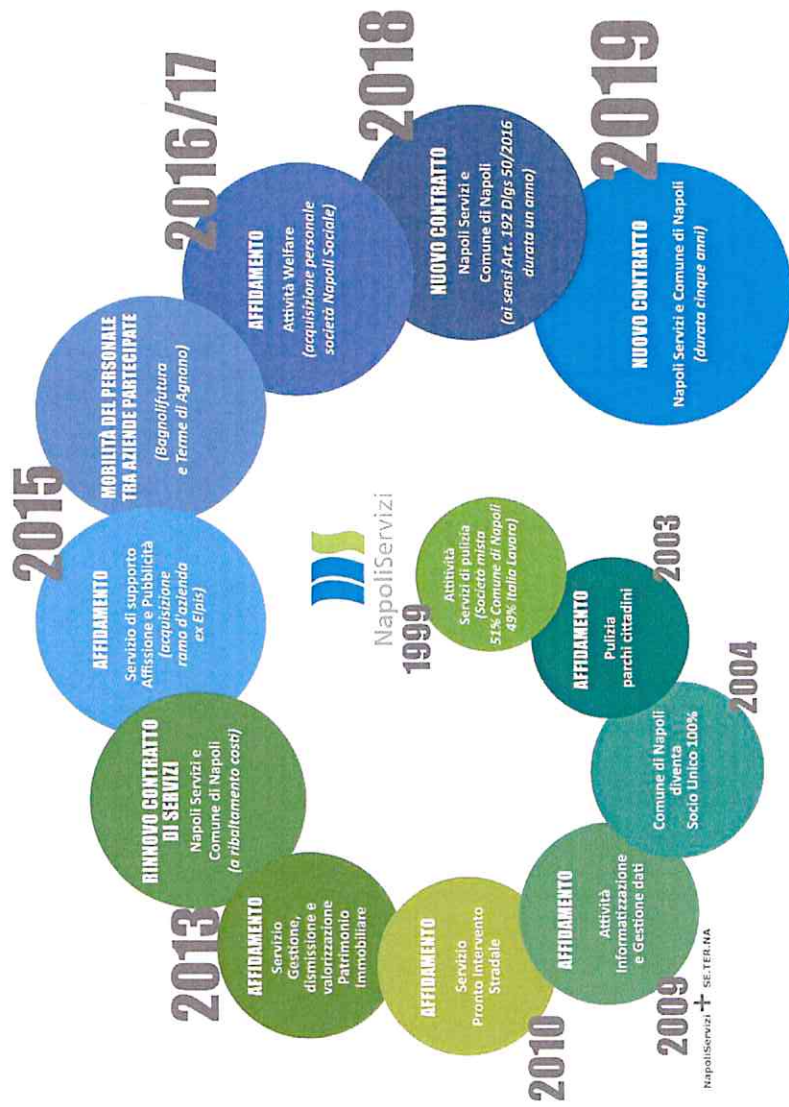 NapoliServizi
1999
Attitività
Servizi di pulizia
(Società mista
51% Comune di Napoli
49% Italia Lavoro)
2003
AFFIDAMENTO
Pulizia
parchi cittadini
2004
Comune di Napoli
diventa
Socio Unico 100%
2009
NapoliServizi + SE.TER.NA
AFFIDAMENTO
Attività
Informatizzazione
e Gestione dati
2010
AFFIDAMENTO
Servizio
Pronto Intervento
Stradale
2013
AFFIDAMENTO
Servizio
Gestione,
dismissione e
valorizzazione
Patrimonio
Immobiliare
RINNOVO CONTRATTO
DI SERVIZI
Napoli Servizi e
Comune di Napoli
(a ribaltamento costi)
2015
AFFIDAMENTO
Servizio di supporto
Affissione e Pubblicità
(acquisizione
ramo d'azienda
ex Elpis)
MOBILITÀ DEL PERSONALE
TRA AZIENDE PARTECIPATE
(Bagnolifutura
e Terme di Agnano)
2016/17
AFFIDAMENTO
Attività Welfare
(acquisizione personale
società Napoli Sociale)
2018
NUOVO CONTRATTO
Napoli Servizi e
Comune di Napoli
(ai sensi Art. 192 Dlgs 50/2016
durata un anno)
2019
NUOVO CONTRATTO
Napoli Servizi e Comune di Napoli
(durata cinque anni)